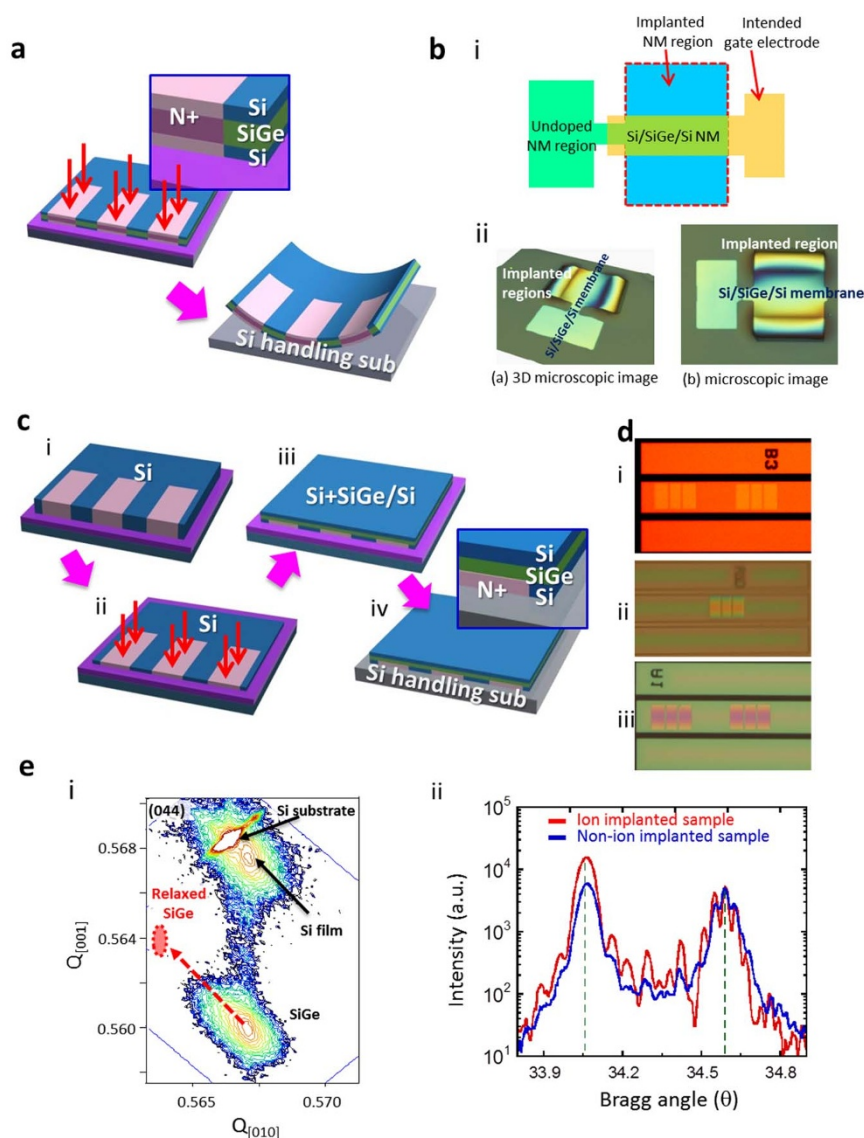 a
N+
Si
SiGe
Si
Si handling sub
b
i
Implanted
NM region
Intended
gate electrode
Undoped
NM region
Si/SiGe/Si NM
ii
Implanted
regions
Si/SiGe/Si membrane
(a) 3D microscopic image
Implanted region
Si/SiGe/Si membrane
(b) microscopic image
c
i
Si
ii
Si
iii
Si+SiGe/Si
iv
N+
Si
SiGe
Si
Si handling sub
d
i
B3
ii
iii
A1
e
i
(044)
Si substrate
Si film
Relaxed
SiGe
SiGe
Q[001]
0.568
0.564
0.560
0.565
0.570
Q[010]
ii
Ion implanted sample
Non-ion implanted sample
Intensity (a.u.)
10^5
10^4
10^3
10^2
10^1
33.9
34.2
34.5
34.8
Bragg angle (θ)